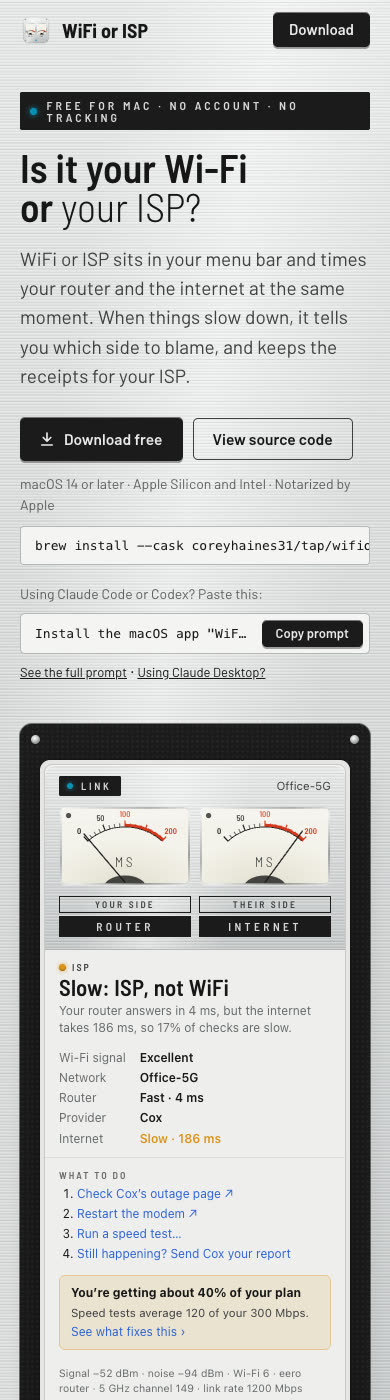 WiFi or ISP
Download
FREE FOR MAC · NO ACCOUNT · NO
TRACKING
Is it your Wi-Fi
or your ISP?
WiFi or ISP sits in your menu bar and times
your router and the internet at the same
moment. When things slow down, it tells
you which side to blame, and keeps the
receipts for your ISP.
Download free
View source code
macOS 14 or later · Apple Silicon and Intel · Notarized by
Apple
brew install --cask coreyhaines31/tap/wifio
Using Claude Code or Codex? Paste this:
Install the macOS app "WiF…
Copy prompt
See the full prompt · Using Claude Desktop?
LINK
Office-5G
0 50 100 200
MS
0 50 100 200
MS
YOUR SIDE
THEIR SIDE
ROUTER
INTERNET
ISP
Slow: ISP, not WiFi
Your router answers in 4 ms, but the internet
takes 186 ms, so 17% of checks are slow.
Wi-Fi signal Excellent
Network Office-5G
Router Fast · 4 ms
Provider Cox
Internet Slow · 186 ms
WHAT TO DO
1. Check Cox's outage page ↗
2. Restart the modem ↗
3. Run a speed test…
4. Still happening? Send Cox your report
You're getting about 40% of your plan
Speed tests average 120 of your 300 Mbps.
See what fixes this ›
Signal −52 dBm · noise −94 dBm · Wi-Fi 6 · eero
router · 5 GHz channel 149 · link rate 1200 Mbps